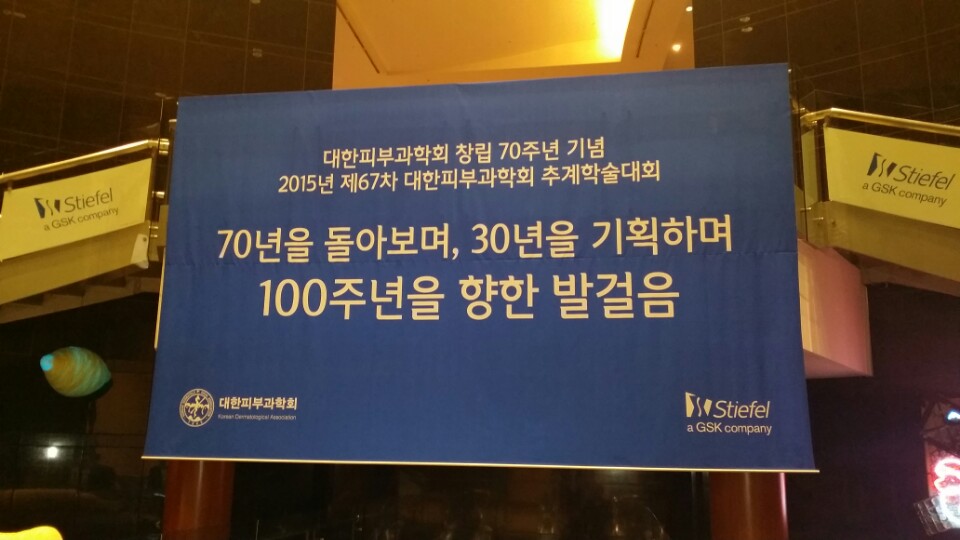 대한피부과학회 창립 70주년 기념
2015년 제67차 대한피부과학회 추계학술대회
70년을 돌아보며, 30년을 기획하며
100주년을 향한 발걸음
대한피부과학회
Korean Dermatological Association
Stiefel
a GSK company
Stiefel
a GSK company
Stiefel
a GSK company